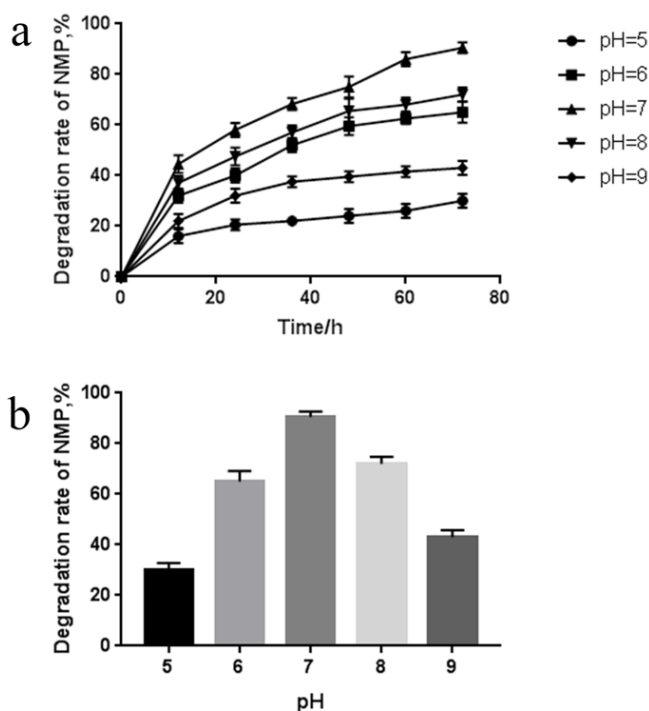 a
Degradation rate of NMP,%
100
80
60
40
20
0
0 20 40 60 80
Time/h
pH=5
pH=6
pH=7
pH=8
pH=9
b
Degradation rate of NMP,%
100
80
60
40
20
0
5 6 7 8 9
pH